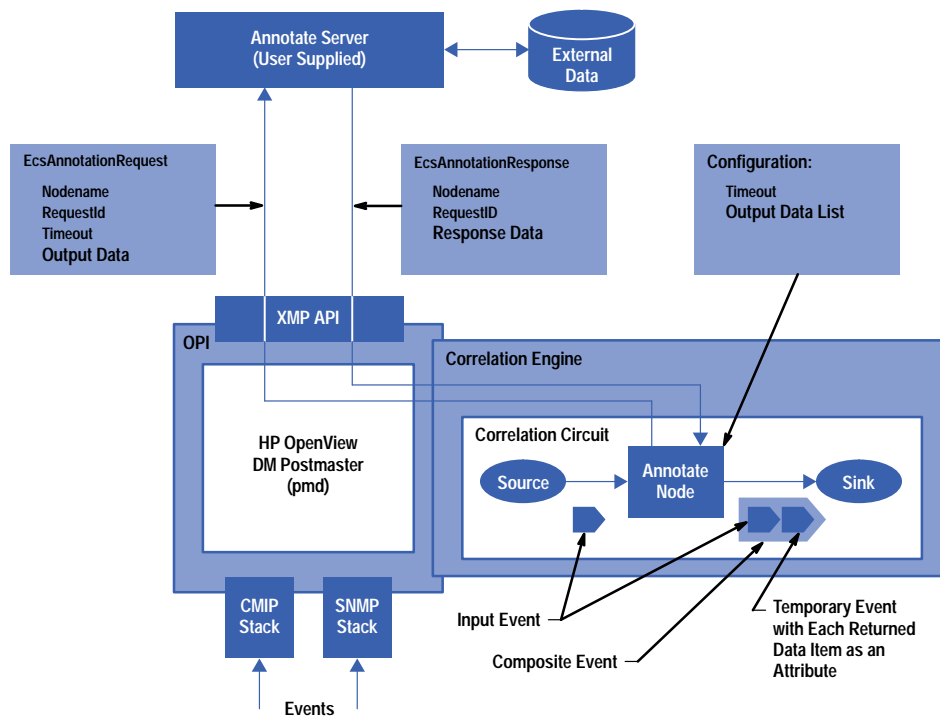 Annotate Server
(User Supplied)
External
Data
EcsAnnotationRequest
Nodename
RequestId
Timeout
Output Data
EcsAnnotationResponse
Nodename
RequestID
Response Data
Configuration:
Timeout
Output Data List
XMP API
OPI
HP OpenView
DM Postmaster
(pmd)
Correlation Engine
Correlation Circuit
Source
Annotate
Node
Sink
CMIP
Stack
SNMP
Stack
Events
Input Event
Composite Event
Temporary Event
with Each Returned
Data Item as an
Attribute